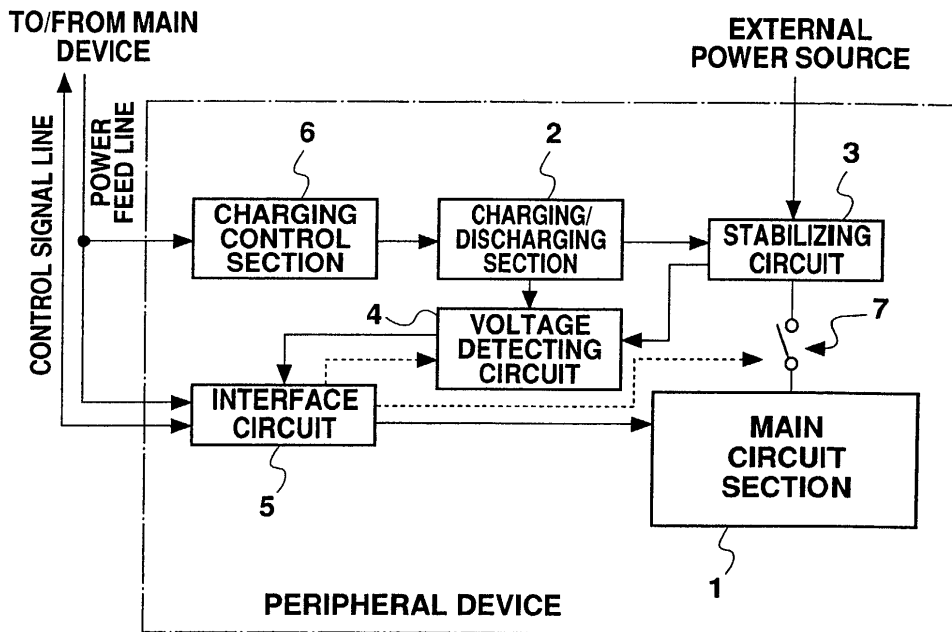 TO/FROM MAIN
DEVICE
EXTERNAL
POWER SOURCE
CONTROL SIGNAL LINE
POWER
FEED LINE
6
CHARGING
CONTROL
SECTION
2
CHARGING/
DISCHARGING
SECTION
3
STABILIZING
CIRCUIT
4
VOLTAGE
DETECTING
CIRCUIT
7
INTERFACE
CIRCUIT
5
MAIN
CIRCUIT
SECTION
1
PERIPHERAL DEVICE